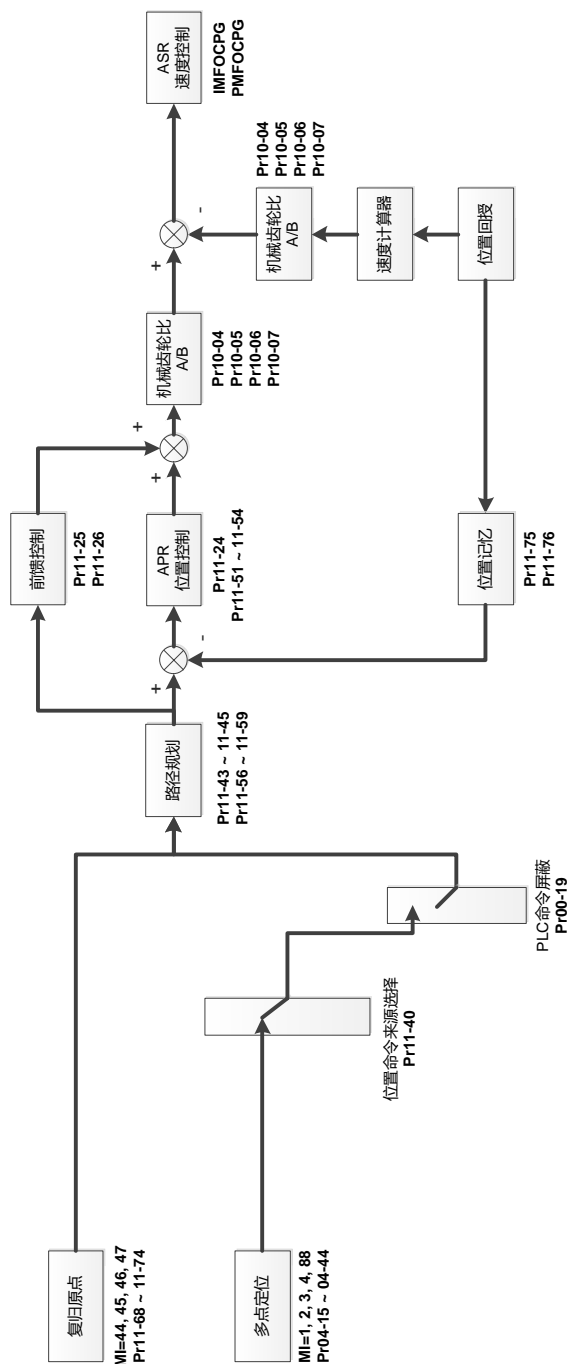 复归原点
MI=44, 45, 46, 47
Pr11-68 ~ 11-74
多点定位
MI=1, 2, 3, 4, 88
Pr04-15 ~ 04-44
位置命令来源选择
Pr11-40
PLC命令屏蔽
Pr00-19
路径规划
Pr11-43 ~ 11-45
Pr11-56 ~ 11-59
前馈控制
Pr11-25
Pr11-26
+
-
APR
位置控制
Pr11-24
Pr11-51 ~ 11-54
+
+
机械齿轮比
A/B
Pr10-04
Pr10-05
Pr10-06
Pr10-07
+
-
ASR
速度控制
IMFOCPG
PMFOCPG
机械齿轮比
A/B
Pr10-04
Pr10-05
Pr10-06
Pr10-07
速度计算器
位置回授
位置记忆
Pr11-75
Pr11-76